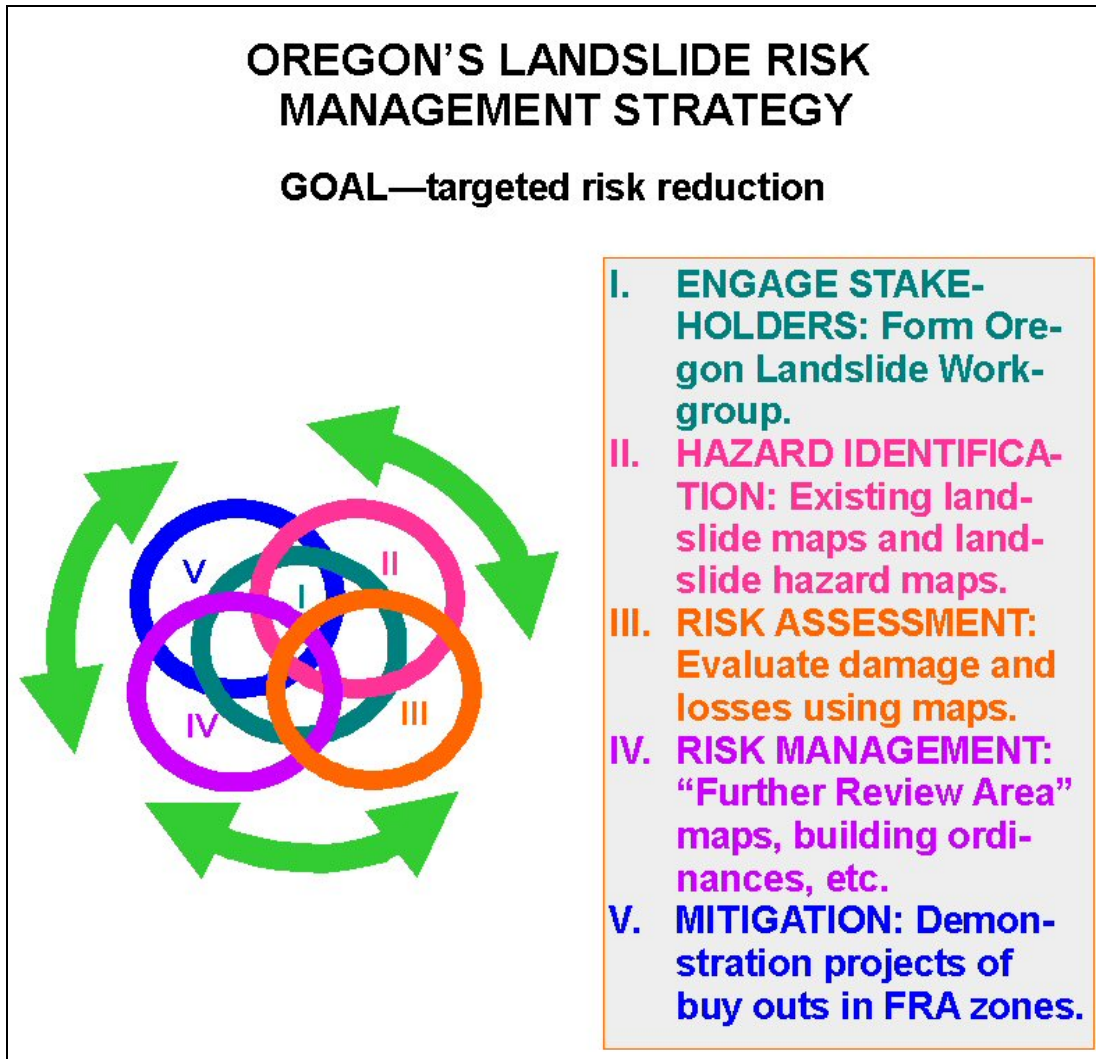 OREGON'S LANDSLIDE RISK
MANAGEMENT STRATEGY
GOAL—targeted risk reduction
I. ENGAGE STAKE-
HOLDERS: Form Ore-
gon Landslide Work-
group.
II. HAZARD IDENTIFICA-
TION: Existing land-
slide maps and land-
slide hazard maps.
III. RISK ASSESSMENT:
Evaluate damage and
losses using maps.
IV. RISK MANAGEMENT:
“Further Review Area”
maps, building ordi-
nances, etc.
V. MITIGATION: Demon-
stration projects of
buy outs in FRA zones.
V
II
I
IV
III